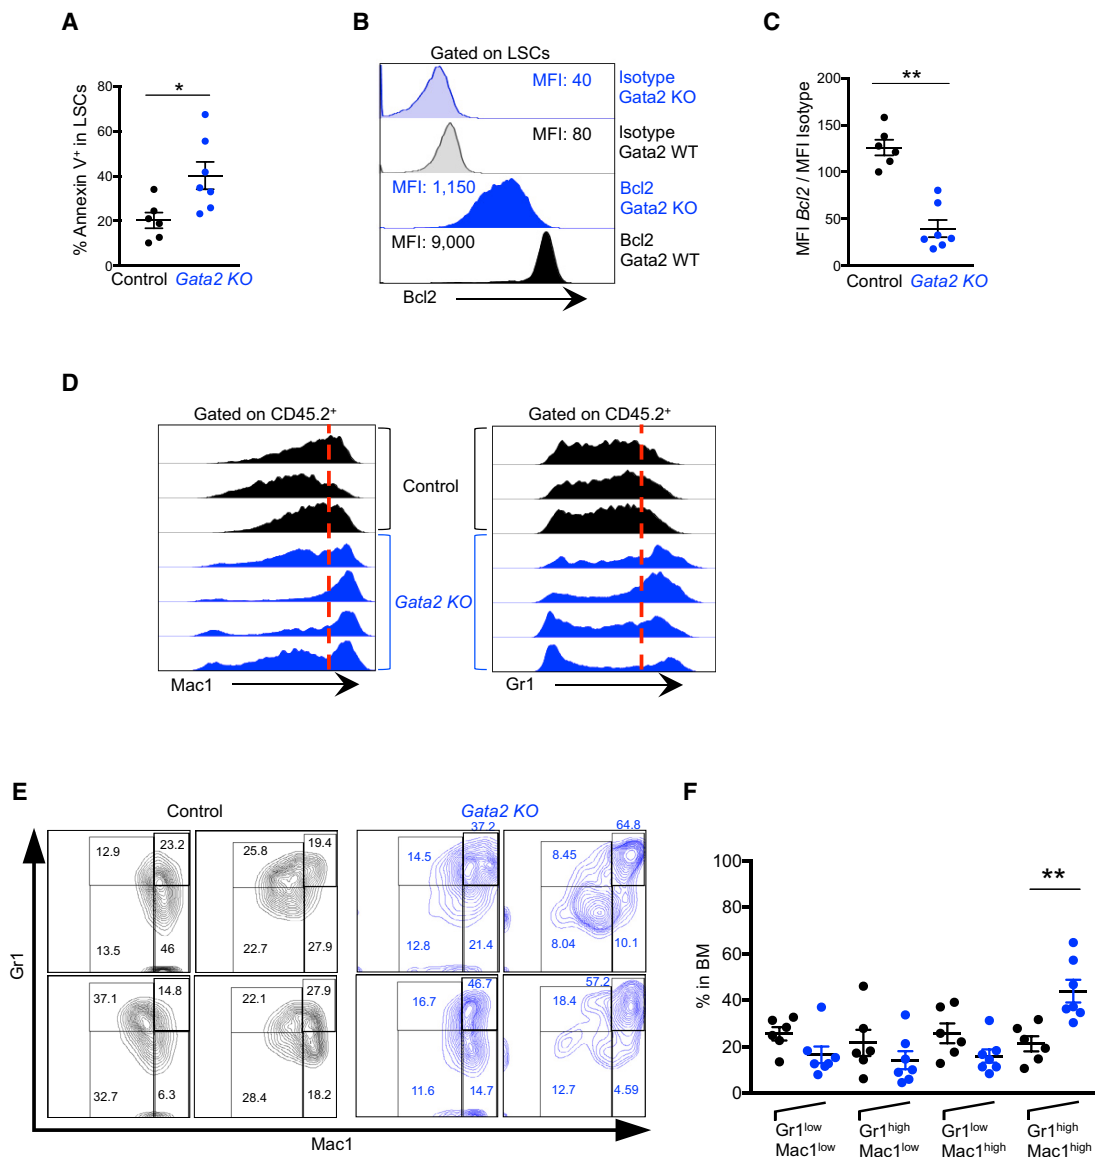 A
% Annexin V+ in LSCs
80
60
40
20
0
*
Control
Gata2 KO
B
Gated on LSCs
MFI: 40
Isotype
Gata2 KO
MFI: 80
Isotype
Gata2 WT
MFI: 1,150
Bcl2
Gata2 KO
MFI: 9,000
Bcl2
Gata2 WT
Bcl2
C
MFI Bcl2 / MFI Isotype
200
150
100
50
0
**
Control
Gata2 KO
D
Gated on CD45.2+
Gated on CD45.2+
Control
Gata2 KO
Mac1
Gr1
E
Control
Gata2 KO
Gr1
12.9
23.2
13.5
46
25.8
19.4
22.7
27.9
14.5
37.2
12.8
21.4
8.45
64.8
8.04
10.1
37.1
14.8
32.7
6.3
22.1
27.9
28.4
18.2
16.7
46.7
11.6
14.7
18.4
57.2
12.7
4.59
Mac1
F
% in BM
100
80
60
40
20
0
**
Gr1low
Mac1low
Gr1high
Mac1low
Gr1low
Mac1high
Gr1high
Mac1high